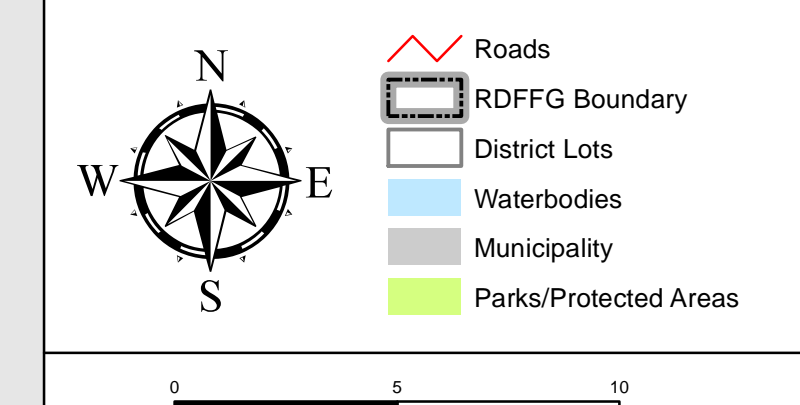 N
W E
S
Roads
RDFFG Boundary
District Lots
Waterbodies
Municipality
Parks/Protected Areas
0 5 10